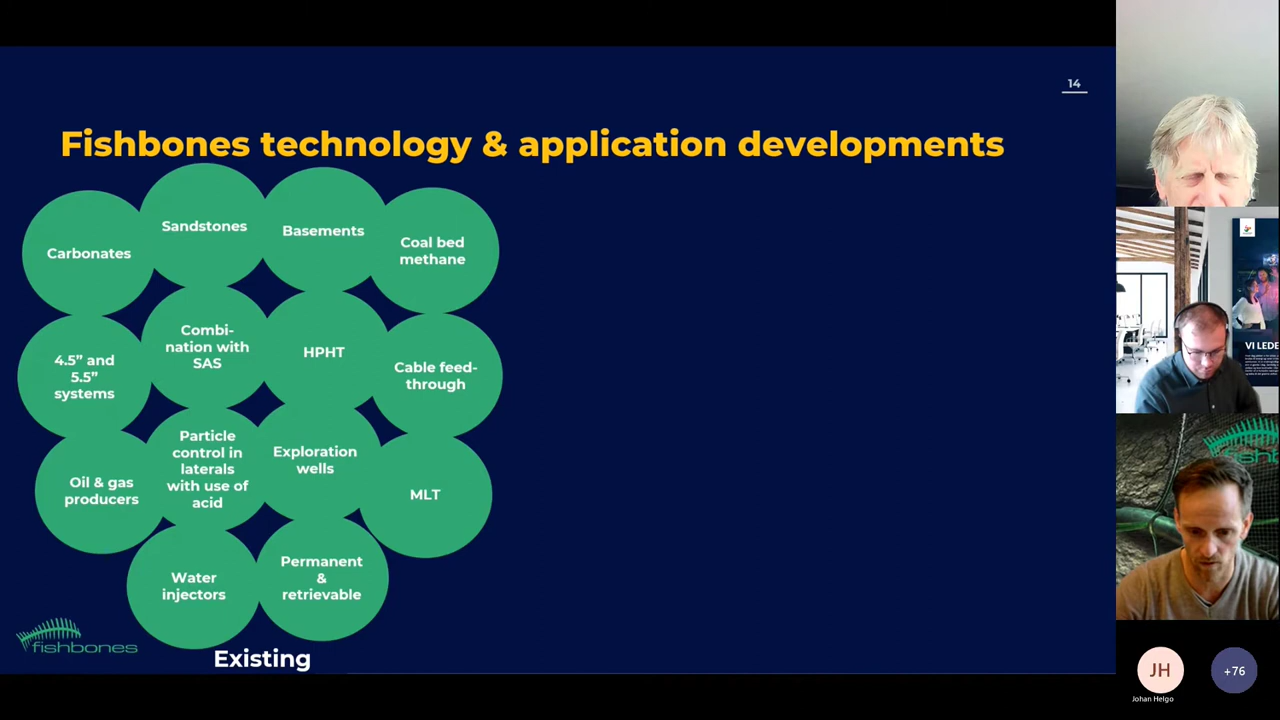 14
Fishbones technology & application developments
Carbonates
Sandstones
Basements
Coal bed
methane
4.5” and
5.5”
systems
Combi-
nation with
SAS
HPHT
Cable feed-
through
Oil & gas
producers
Particle
control in
laterals
with use of
acid
Exploration
wells
MLT
Water
injectors
Permanent
&
retrievable
fishbones
Existing
VI LEDE
fishb
JH
Johan Helgo
+76